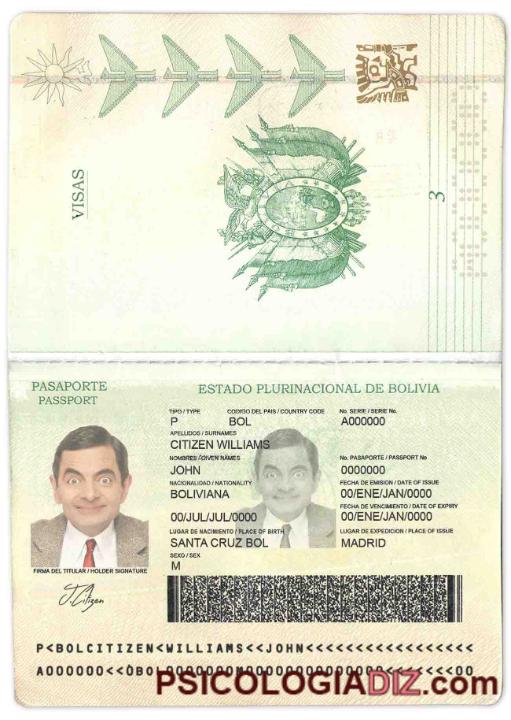 VISAS
3
PASAPORTE
PASSPORT
ESTADO PLURINACIONAL DE BOLIVIA
TIPO / TYPE CODIGO DEL PAIS / COUNTRY CODE No. SERIE / SERIE No.
P BOL A000000
APELLIDOS / SURNAMES
CITIZEN WILLIAMS
NOMBRES /GIVEN NAMES No. PASAPORTE / PASSPORT No
JOHN 0000000
NACIONALIDAD / NATIONALITY FECHA DE EMISION / DATE OF ISSUE
BOLIVIANA 00/ENE/JAN/0000
FECHA DE VENCIMIENTO / DATE OF EXPIRY
00/JUL/JUL/0000 00/ENE/JAN/0000
LUGAR DE NACIMIENTO / PLACE OF BIRTH LUGAR DE EXPEDICION / PLACE OF ISSUE
SANTA CRUZ BOL MADRID
SEXO / SEX
M
FIRMA DEL TITULAR / HOLDER SIGNATURE
J.Citizen
P<BOLCITIZEN<WILLIAMS<<JOHN<<<<<<<<<<<<<<<<<
PSICOLOGIADIZ.com